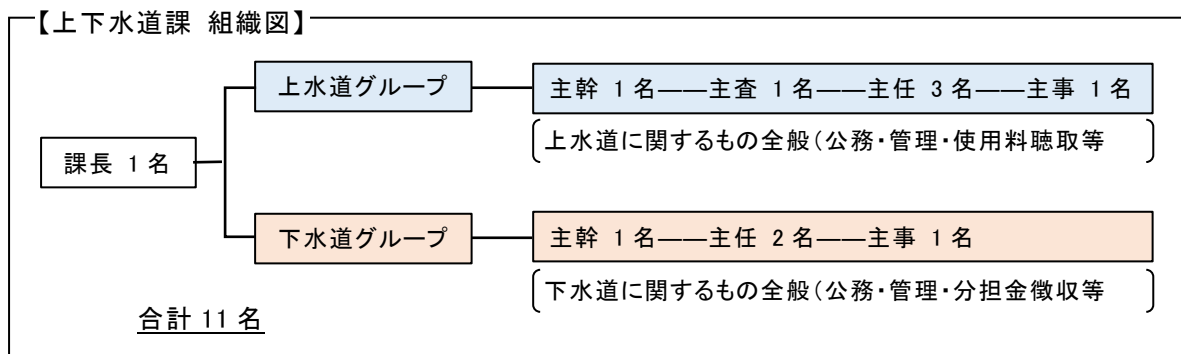 【上下水道課 組織図】
上水道グループ
主幹 1 名――主査 1 名――主任 3 名――主事 1 名
上水道に関するもの全般(公務・管理・使用料聴取等
課長 1 名
下水道グループ
主幹 1 名――主任 2 名――主事 1 名
下水道に関するもの全般(公務・管理・分担金徴収等
合計 11 名